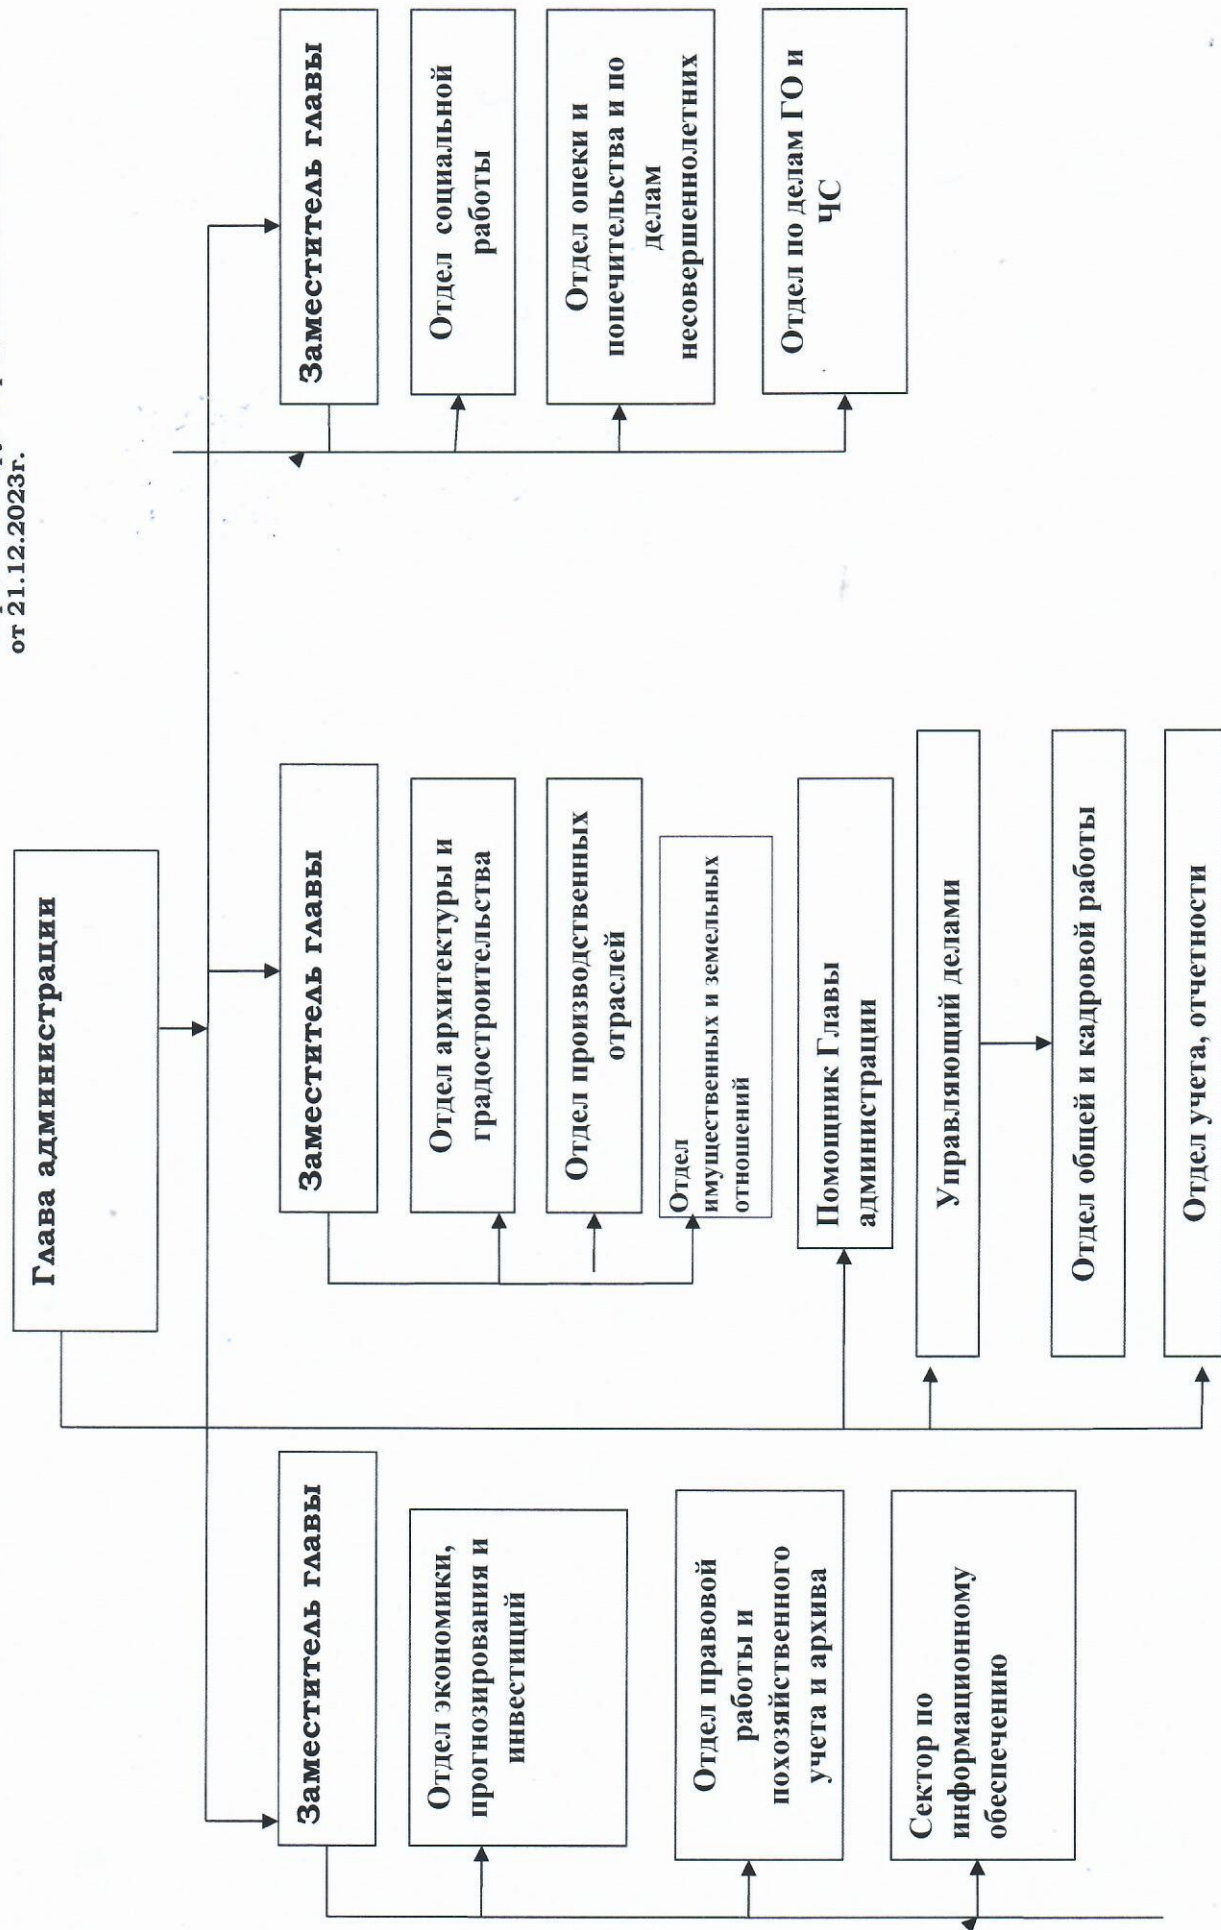 от 21.12.2023г.
Глава администрации
Заместитель главы
Отдел экономики,
прогнозирования и
инвестиций
Отдел правовой
работы и
похозяйственного
учета и архива
Сектор по
информационному
обеспечению
Заместитель главы
Отдел архитектуры и
градостроительства
Отдел производственных
отраслей
Отдел
имущественных и земельных
отношений
Помощник Главы
администрации
Управляющий делами
Отдел общей и кадровой работы
Отдел учета, отчетности
Заместитель главы
Отдел социальной
работы
Отдел опеки и
попечительства и по
делам
несовершеннолетних
Отдел по делам ГО и
ЧС